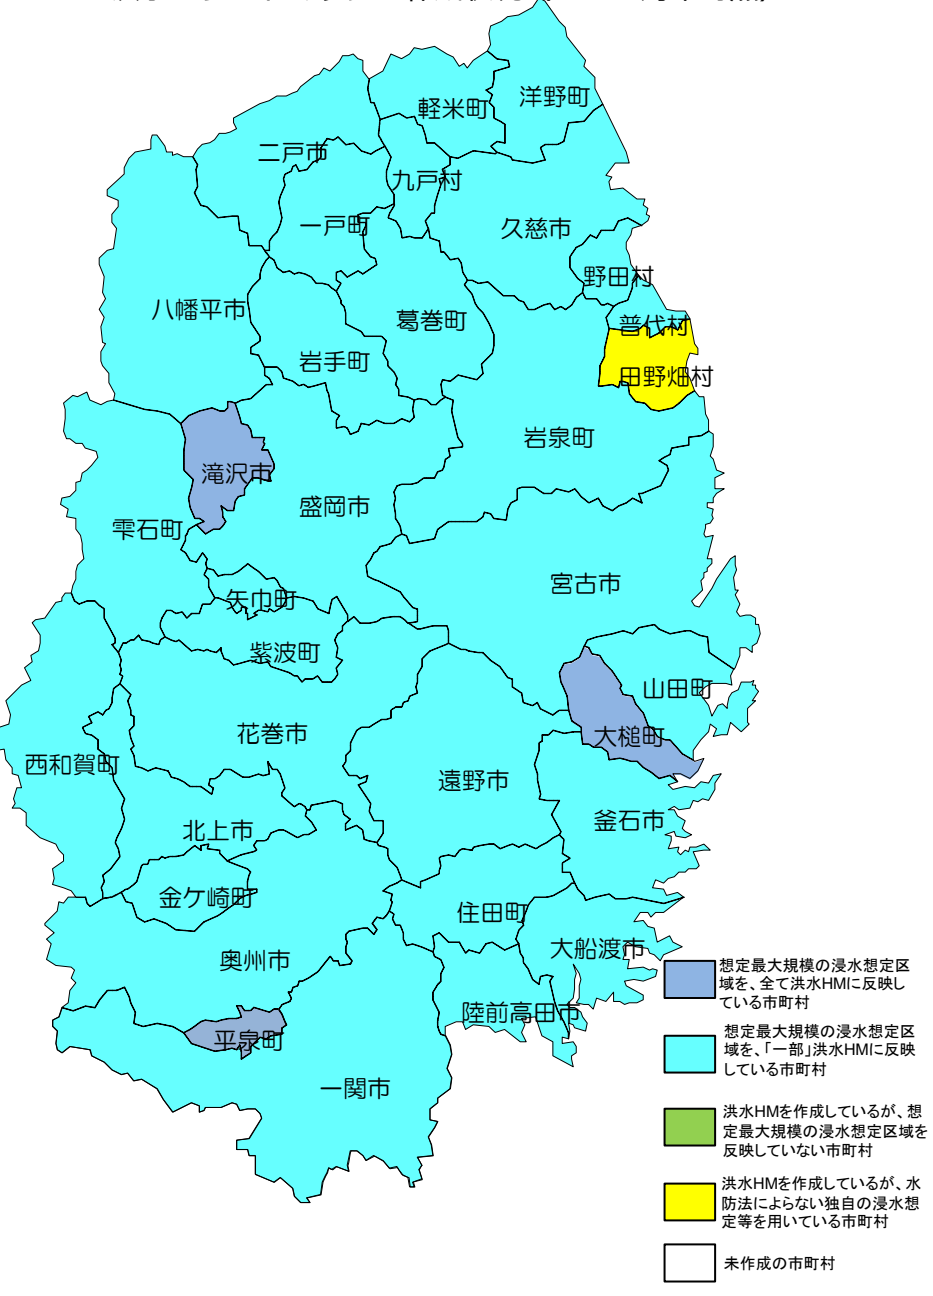 洋野町
軽米町
二戸市
九戸村
一戸町
久慈市
野田村
八幡平市
葛巻町
普代村
岩手町
田野畑村
岩泉町
滝沢市
盛岡市
雫石町
宮古市
矢巾町
紫波町
山田町
花巻市
大槌町
西和賀町
遠野市
釜石市
北上市
金ケ崎町
住田町
大船渡市
奥州市
陸前高田市
平泉町
一関市
想定最大規模の浸水想定区
域を、全て洪水HMに反映し
ている市町村
想定最大規模の浸水想定区
域を、「一部」洪水HMに反映
している市町村
洪水HMを作成しているが、想
定最大規模の浸水想定区域を
反映していない市町村
洪水HMを作成しているが、水
防法によらない独自の浸水想
定等を用いている市町村
未作成の市町村